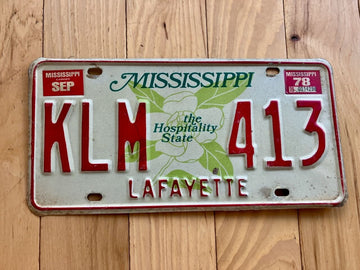 MISSISSIPPI
SEP
MISSISSIPPI
MISSISSIPPI
78
the
Hospitality
State
KLM 413
LAFAYETTE